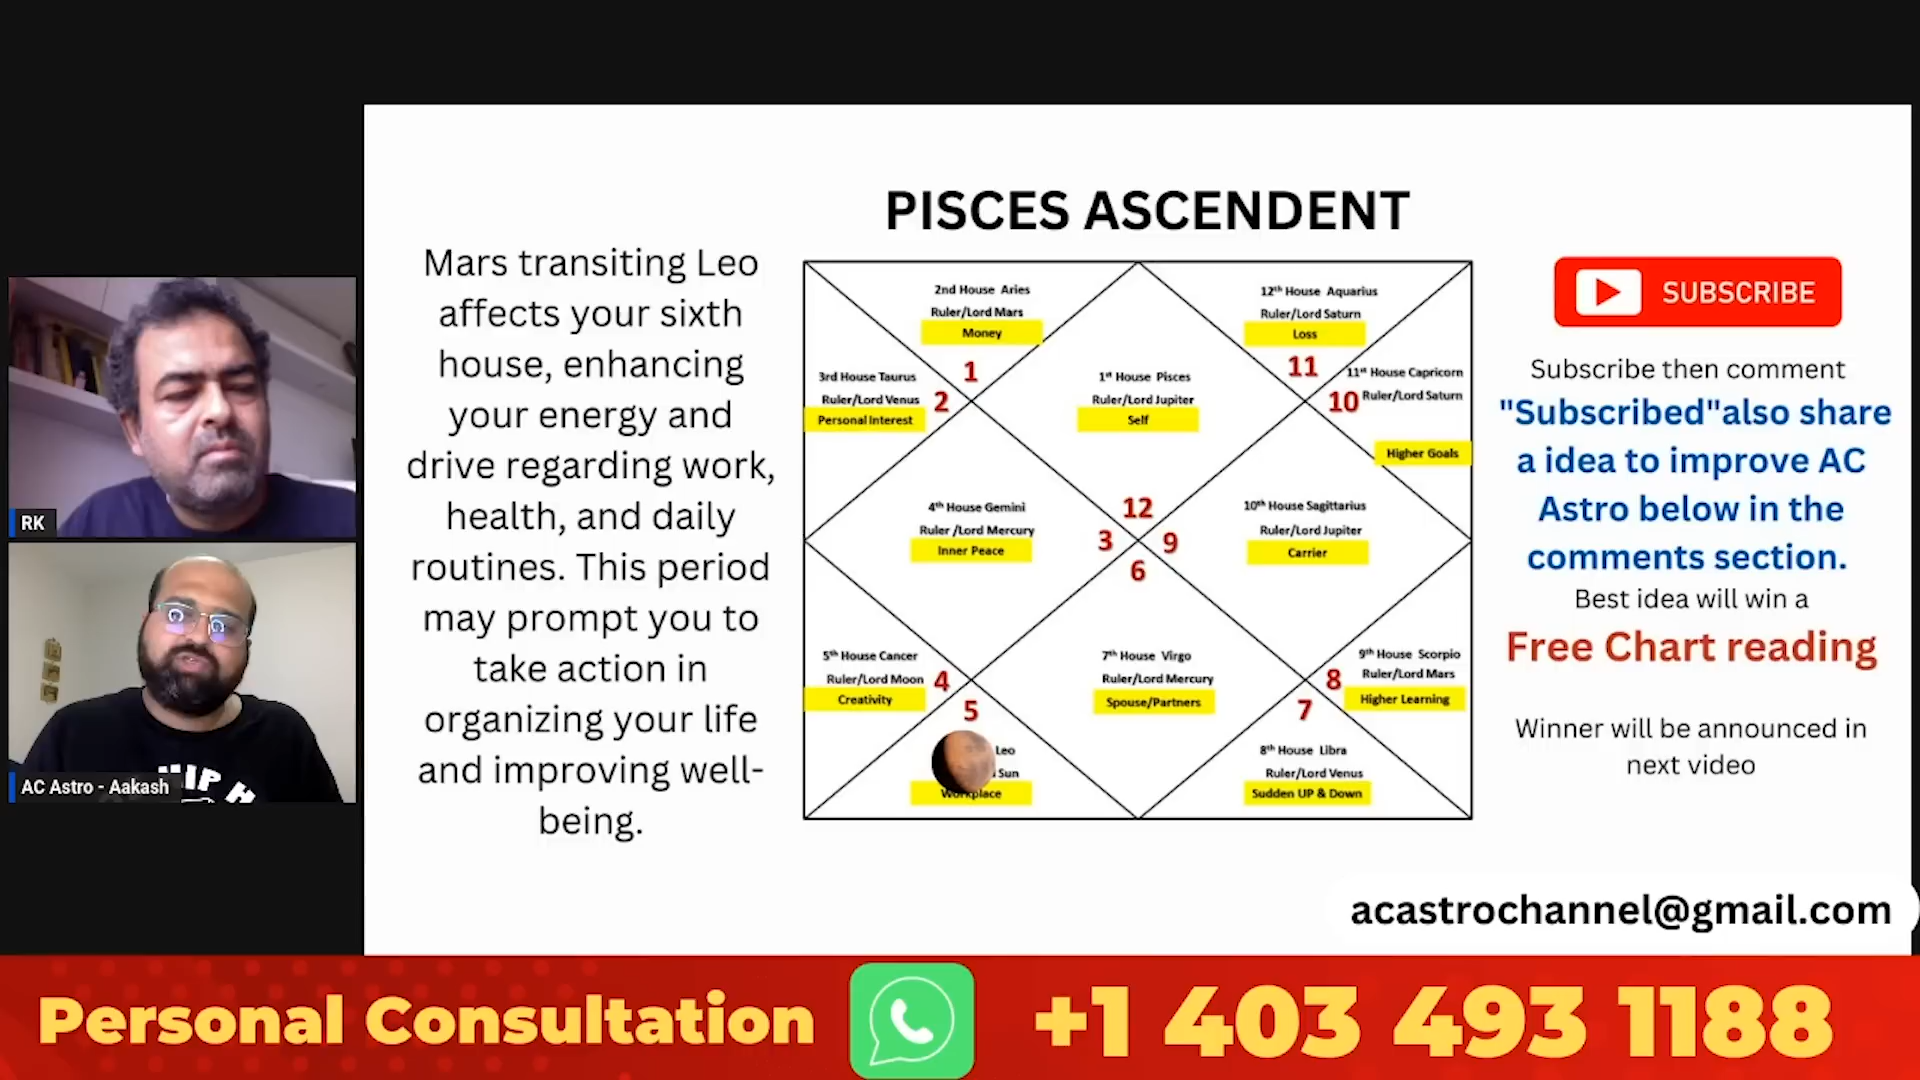 PISCES ASCENDENT
Mars transiting Leo
affects your sixth
house, enhancing
your energy and
drive regarding work,
health, and daily
routines. This period
may prompt you to
take action in
organizing your life
and improving well-
being.
2nd House Aries
Ruler/Lord Mars
Money
1
12th House Aquarius
Ruler/Lord Saturn
Loss
11
3rd House Taurus
Ruler/Lord Venus
Personal Interest
2
1st House Pisces
Ruler/Lord Jupiter
Self
11th House Capricorn
Ruler/Lord Saturn
10
Higher Goals
12
3
9
6
4th House Gemini
Ruler /Lord Mercury
Inner Peace
10th House Sagittarius
Ruler/Lord Jupiter
Carrier
5th House Cancer
Ruler/Lord Moon
Creativity
4
5
Leo
Sun
Workplace
7th House Virgo
Ruler/Lord Mercury
Spouse/Partners
9th House Scorpio
Ruler/Lord Mars
Higher Learning
8
7
8th House Libra
Ruler/Lord Venus
Sudden UP & Down
SUBSCRIBE
Subscribe then comment
"Subscribed"also share
a idea to improve AC
Astro below in the
comments section.
Best idea will win a
Free Chart reading
Winner will be announced in
next video
RK
AC Astro - Aakash
acastrochannel@gmail.com
Personal Consultation
+1 403 493 1188